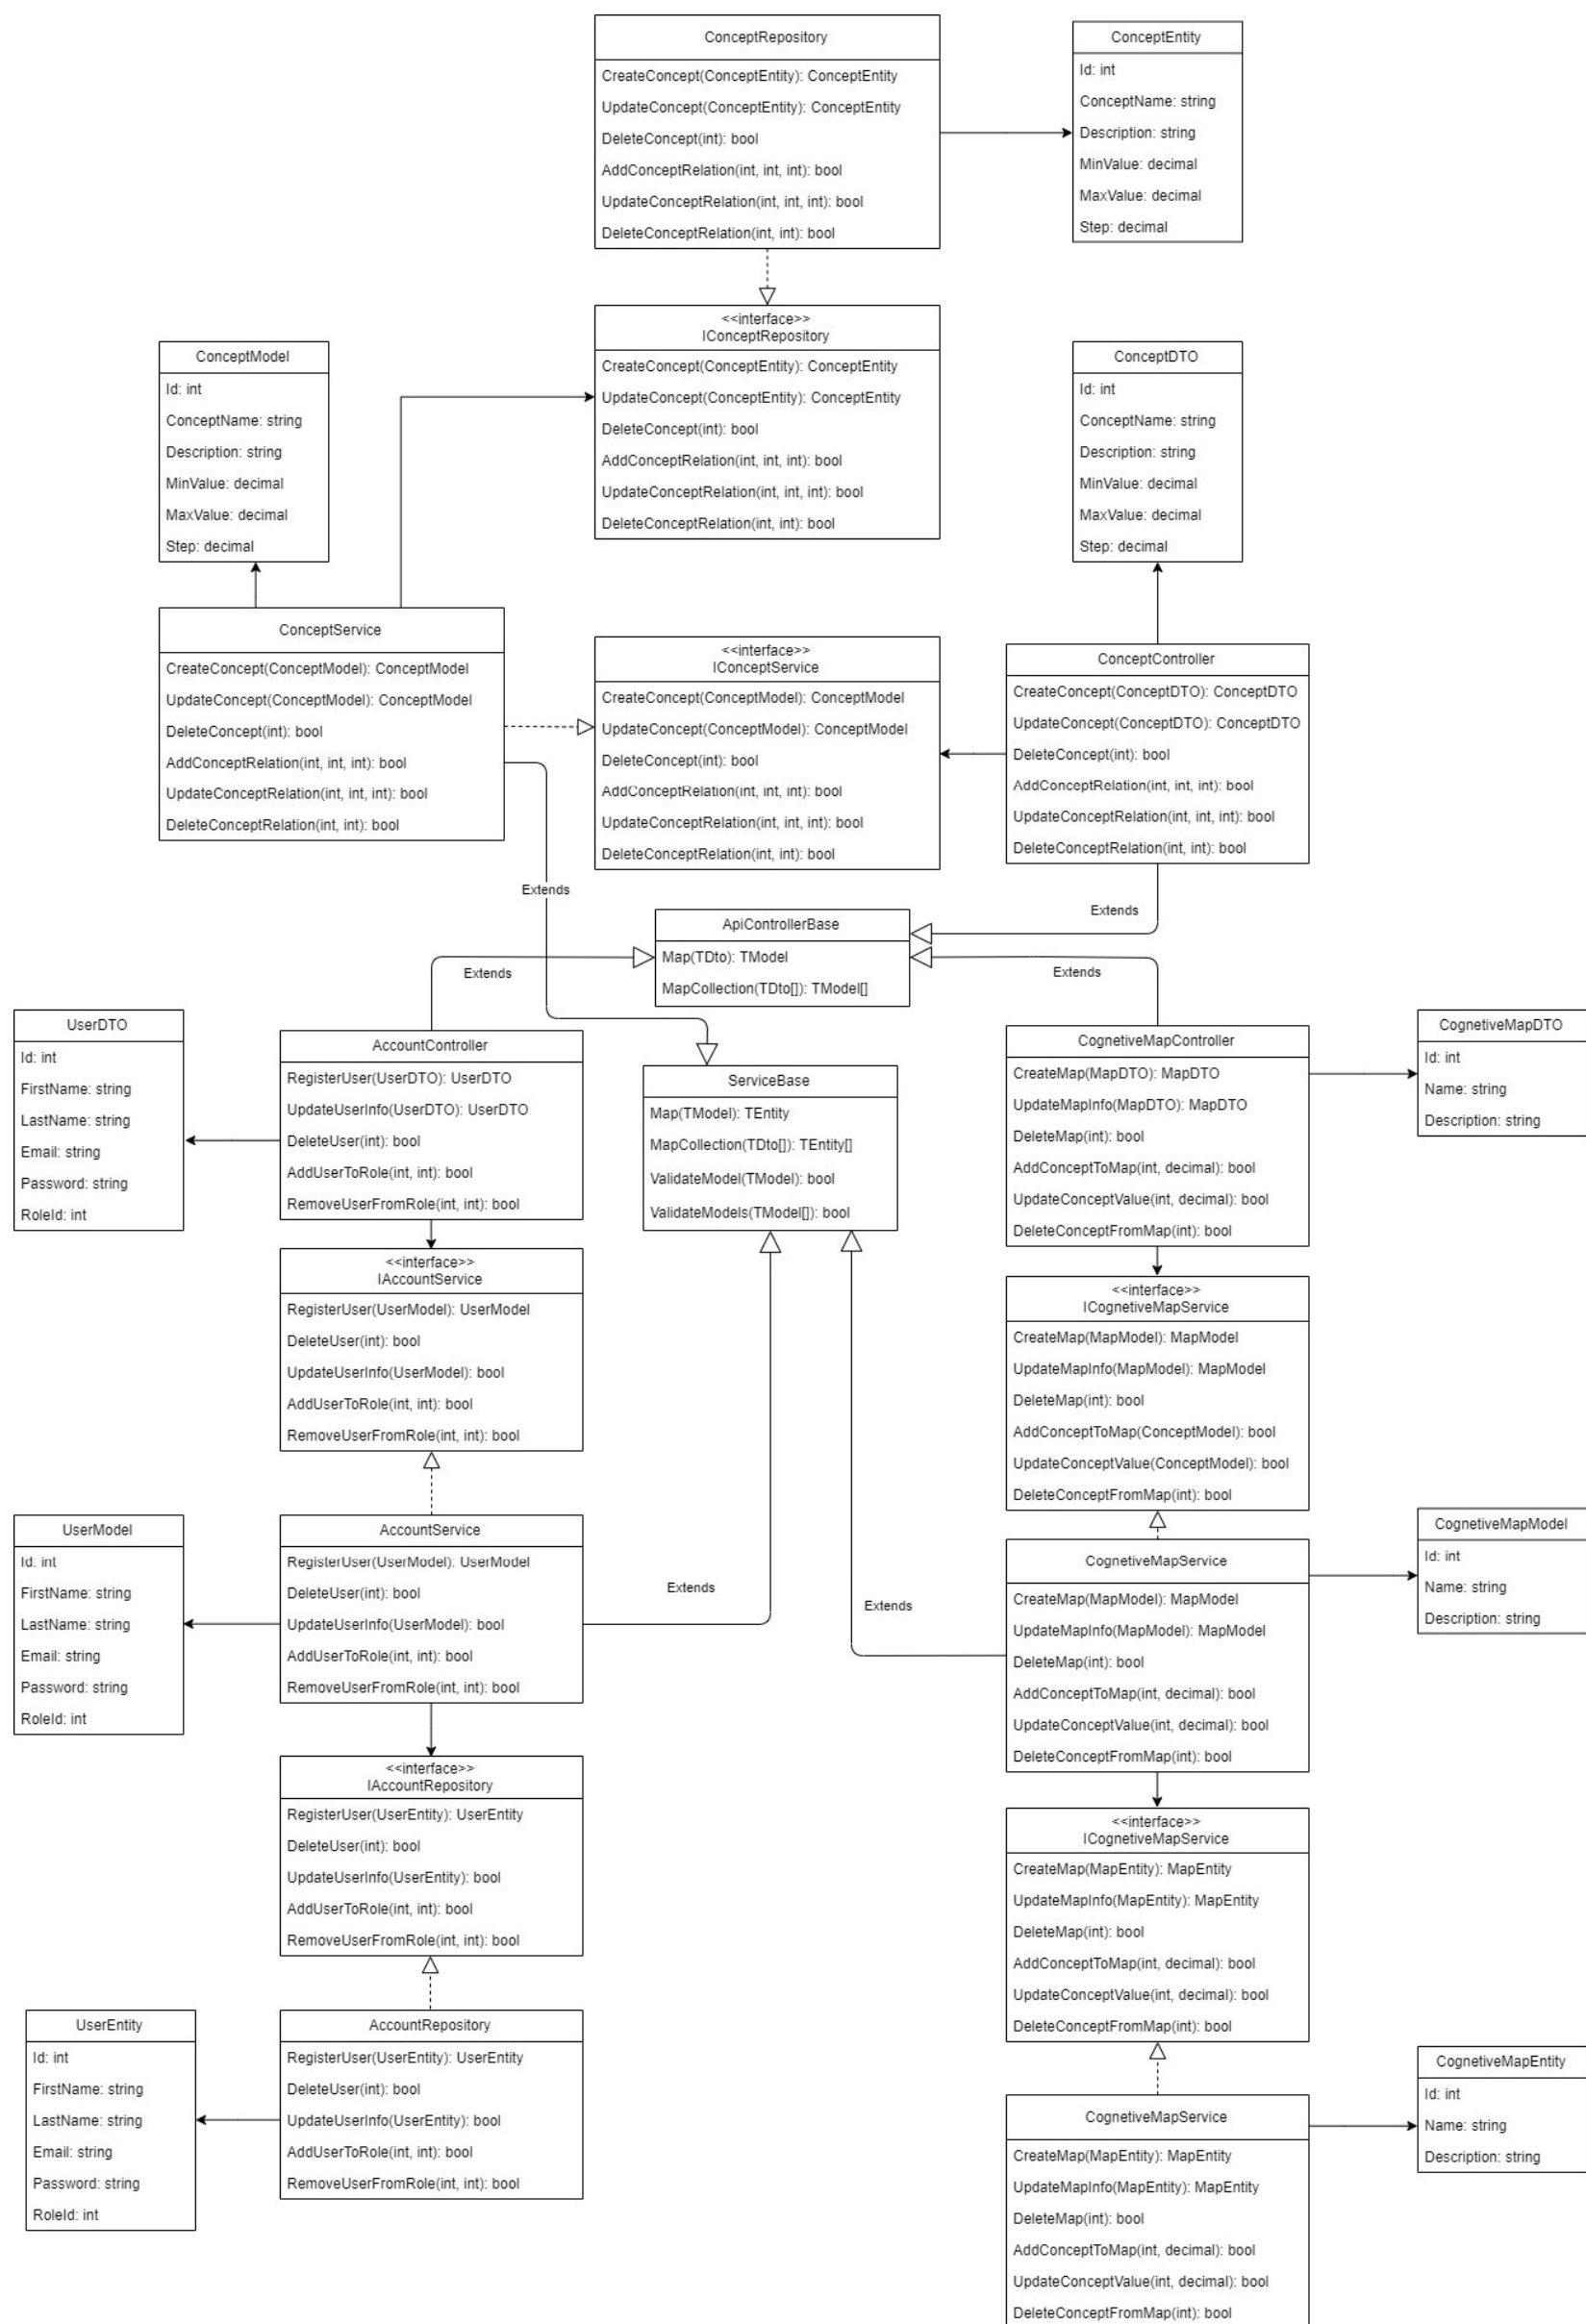 ConceptRepository
CreateConcept(ConceptEntity): ConceptEntity
UpdateConcept(ConceptEntity): ConceptEntity
DeleteConcept(int): bool
AddConceptRelation(int, int, int): bool
UpdateConceptRelation(int, int, int): bool
DeleteConceptRelation(int, int): bool
ConceptEntity
Id: int
ConceptName: string
Description: string
MinValue: decimal
MaxValue: decimal
Step: decimal
<<interface>>
IConceptRepository
CreateConcept(ConceptEntity): ConceptEntity
UpdateConcept(ConceptEntity): ConceptEntity
DeleteConcept(int): bool
AddConceptRelation(int, int, int): bool
UpdateConceptRelation(int, int, int): bool
DeleteConceptRelation(int, int): bool
ConceptModel
Id: int
ConceptName: string
Description: string
MinValue: decimal
MaxValue: decimal
Step: decimal
ConceptDTO
Id: int
ConceptName: string
Description: string
MinValue: decimal
MaxValue: decimal
Step: decimal
ConceptService
CreateConcept(ConceptModel): ConceptModel
UpdateConcept(ConceptModel): ConceptModel
DeleteConcept(int): bool
AddConceptRelation(int, int, int): bool
UpdateConceptRelation(int, int, int): bool
DeleteConceptRelation(int, int): bool
<<interface>>
IConceptService
CreateConcept(ConceptModel): ConceptModel
UpdateConcept(ConceptModel): ConceptModel
DeleteConcept(int): bool
AddConceptRelation(int, int, int): bool
UpdateConceptRelation(int, int, int): bool
DeleteConceptRelation(int, int): bool
ConceptController
CreateConcept(ConceptDTO): ConceptDTO
UpdateConcept(ConceptDTO): ConceptDTO
DeleteConcept(int): bool
AddConceptRelation(int, int, int): bool
UpdateConceptRelation(int, int, int): bool
DeleteConceptRelation(int, int): bool
Extends
Extends
ApiControllerBase
Map(TDto): TModel
MapCollection(TDto[]): TModel[]
Extends
Extends
UserDTO
Id: int
FirstName: string
LastName: string
Email: string
Password: string
RoleId: int
AccountController
RegisterUser(UserDTO): UserDTO
UpdateUserInfo(UserDTO): UserDTO
DeleteUser(int): bool
AddUserToRole(int, int): bool
RemoveUserFromRole(int, int): bool
ServiceBase
Map(TModel): TEntity
MapCollection(TDto[]): TEntity[]
ValidateModel(TModel): bool
ValidateModels(TModel[]): bool
CognetiveMapController
CreateMap(MapDTO): MapDTO
UpdateMapInfo(MapDTO): MapDTO
DeleteMap(int): bool
AddConceptToMap(int, decimal): bool
UpdateConceptValue(int, decimal): bool
DeleteConceptFromMap(int): bool
CognetiveMapDTO
Id: int
Name: string
Description: string
<<interface>>
IAccountService
RegisterUser(UserModel): UserModel
DeleteUser(int): bool
UpdateUserInfo(UserModel): bool
AddUserToRole(int, int): bool
RemoveUserFromRole(int, int): bool
<<interface>>
ICognetiveMapService
CreateMap(MapModel): MapModel
UpdateMapInfo(MapModel): MapModel
DeleteMap(int): bool
AddConceptToMap(ConceptModel): bool
UpdateConceptValue(ConceptModel): bool
DeleteConceptFromMap(int): bool
UserModel
Id: int
FirstName: string
LastName: string
Email: string
Password: string
RoleId: int
AccountService
RegisterUser(UserModel): UserModel
DeleteUser(int): bool
UpdateUserInfo(UserModel): bool
AddUserToRole(int, int): bool
RemoveUserFromRole(int, int): bool
Extends
Extends
CognetiveMapService
CreateMap(MapModel): MapModel
UpdateMapInfo(MapModel): MapModel
DeleteMap(int): bool
AddConceptToMap(int, decimal): bool
UpdateConceptValue(int, decimal): bool
DeleteConceptFromMap(int): bool
CognetiveMapModel
Id: int
Name: string
Description: string
<<interface>>
IAccountRepository
RegisterUser(UserEntity): UserEntity
DeleteUser(int): bool
UpdateUserInfo(UserEntity): bool
AddUserToRole(int, int): bool
RemoveUserFromRole(int, int): bool
<<interface>>
ICognetiveMapService
CreateMap(MapEntity): MapEntity
UpdateMapInfo(MapEntity): MapEntity
DeleteMap(int): bool
AddConceptToMap(int, decimal): bool
UpdateConceptValue(int, decimal): bool
DeleteConceptFromMap(int): bool
UserEntity
Id: int
FirstName: string
LastName: string
Email: string
Password: string
RoleId: int
AccountRepository
RegisterUser(UserEntity): UserEntity
DeleteUser(int): bool
UpdateUserInfo(UserEntity): bool
AddUserToRole(int, int): bool
RemoveUserFromRole(int, int): bool
CognetiveMapService
CreateMap(MapEntity): MapEntity
UpdateMapInfo(MapEntity): MapEntity
DeleteMap(int): bool
AddConceptToMap(int, decimal): bool
UpdateConceptValue(int, decimal): bool
DeleteConceptFromMap(int): bool
CognetiveMapEntity
Id: int
Name: string
Description: string